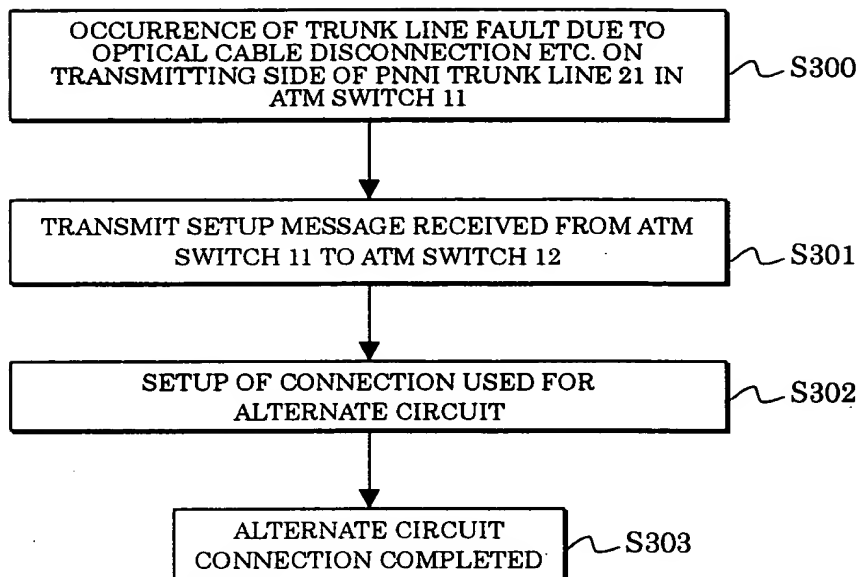 OCCURRENCE OF TRUNK LINE FAULT DUE TO
OPTICAL CABLE DISCONNECTION ETC. ON
TRANSMITTING SIDE OF PNNI TRUNK LINE 21 IN
ATM SWITCH 11
S300
TRANSMIT SETUP MESSAGE RECEIVED FROM ATM
SWITCH 11 TO ATM SWITCH 12
S301
SETUP OF CONNECTION USED FOR
ALTERNATE CIRCUIT
S302
ALTERNATE CIRCUIT
CONNECTION COMPLETED
S303